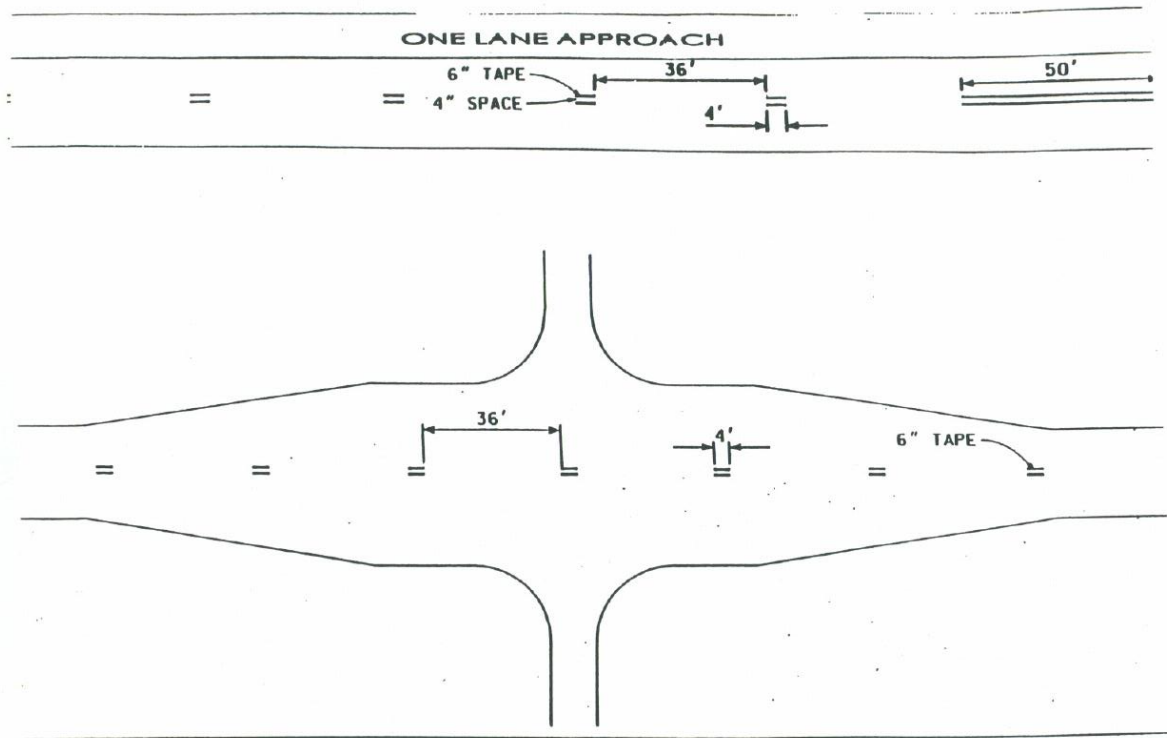 ONE LANE APPROACH
6" TAPE
36'
50'
4" SPACE
4'
36'
4'
6" TAPE